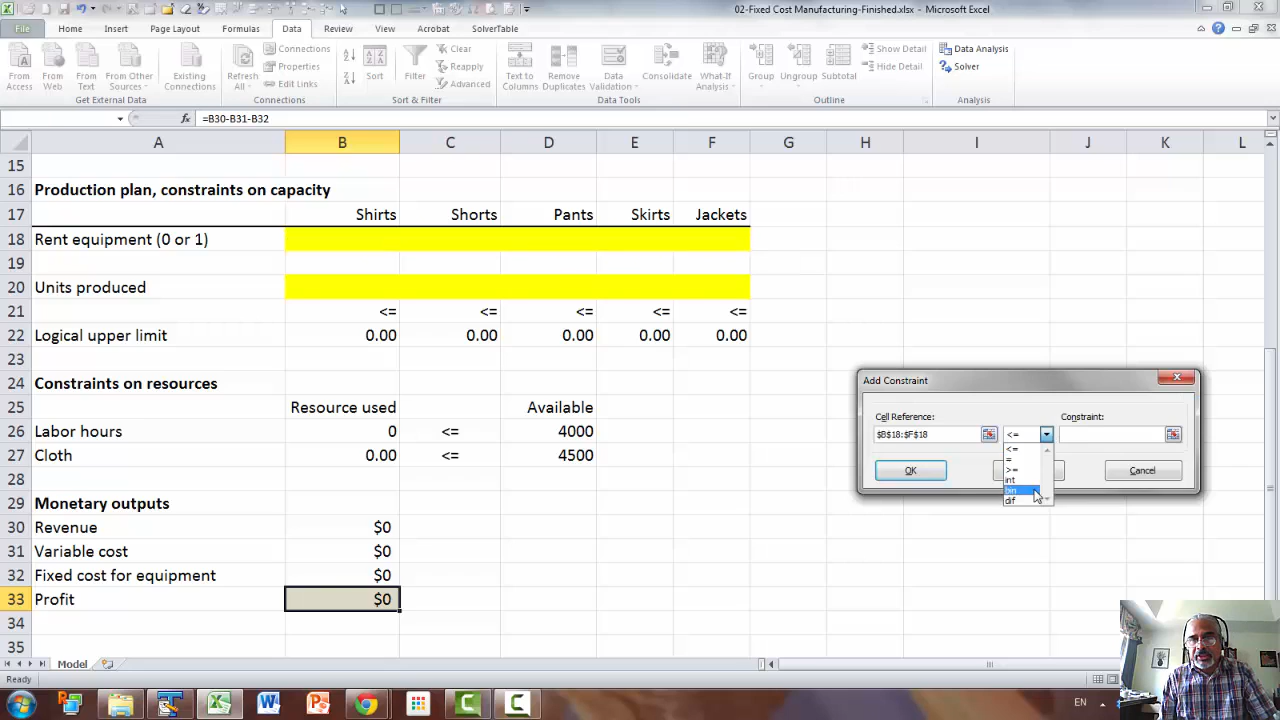 02-Fixed Cost Manufacturing-Finished.xlsx - Microsoft Excel
File Home Insert Page Layout Formulas Data Review View Acrobat SolverTable
From Access
From Web
From Text
From Other Sources
Existing Connections
Refresh All
Connections
Properties
Edit Links
Sort
Filter
Clear
Reapply
Advanced
Text to Columns
Remove Duplicates
Data Validation
Consolidate
What-If Analysis
Group
Ungroup
Subtotal
Show Detail
Hide Detail
Data Analysis
Solver
Get External Data Connections Sort & Filter Data Tools Outline Analysis
fx =B30-B31-B32
A B C D E F G H I J K L
15
16 Production plan, constraints on capacity
17 Shirts Shorts Pants Skirts Jackets
18 Rent equipment (0 or 1)
19
20 Units produced
21 <= <= <= <= <=
22 Logical upper limit 0.00 0.00 0.00 0.00 0.00
23
24 Constraints on resources
25 Resource used Available
26 Labor hours 0 <= 4000
27 Cloth 0.00 <= 4500
28
29 Monetary outputs
30 Revenue $0
31 Variable cost $0
32 Fixed cost for equipment $0
33 Profit $0
34
35
Add Constraint
Cell Reference: Constraint:
$B$18:$F$18 <=
<=
=
>=
int
bin
dif
OK Cancel
Model
Ready
EN